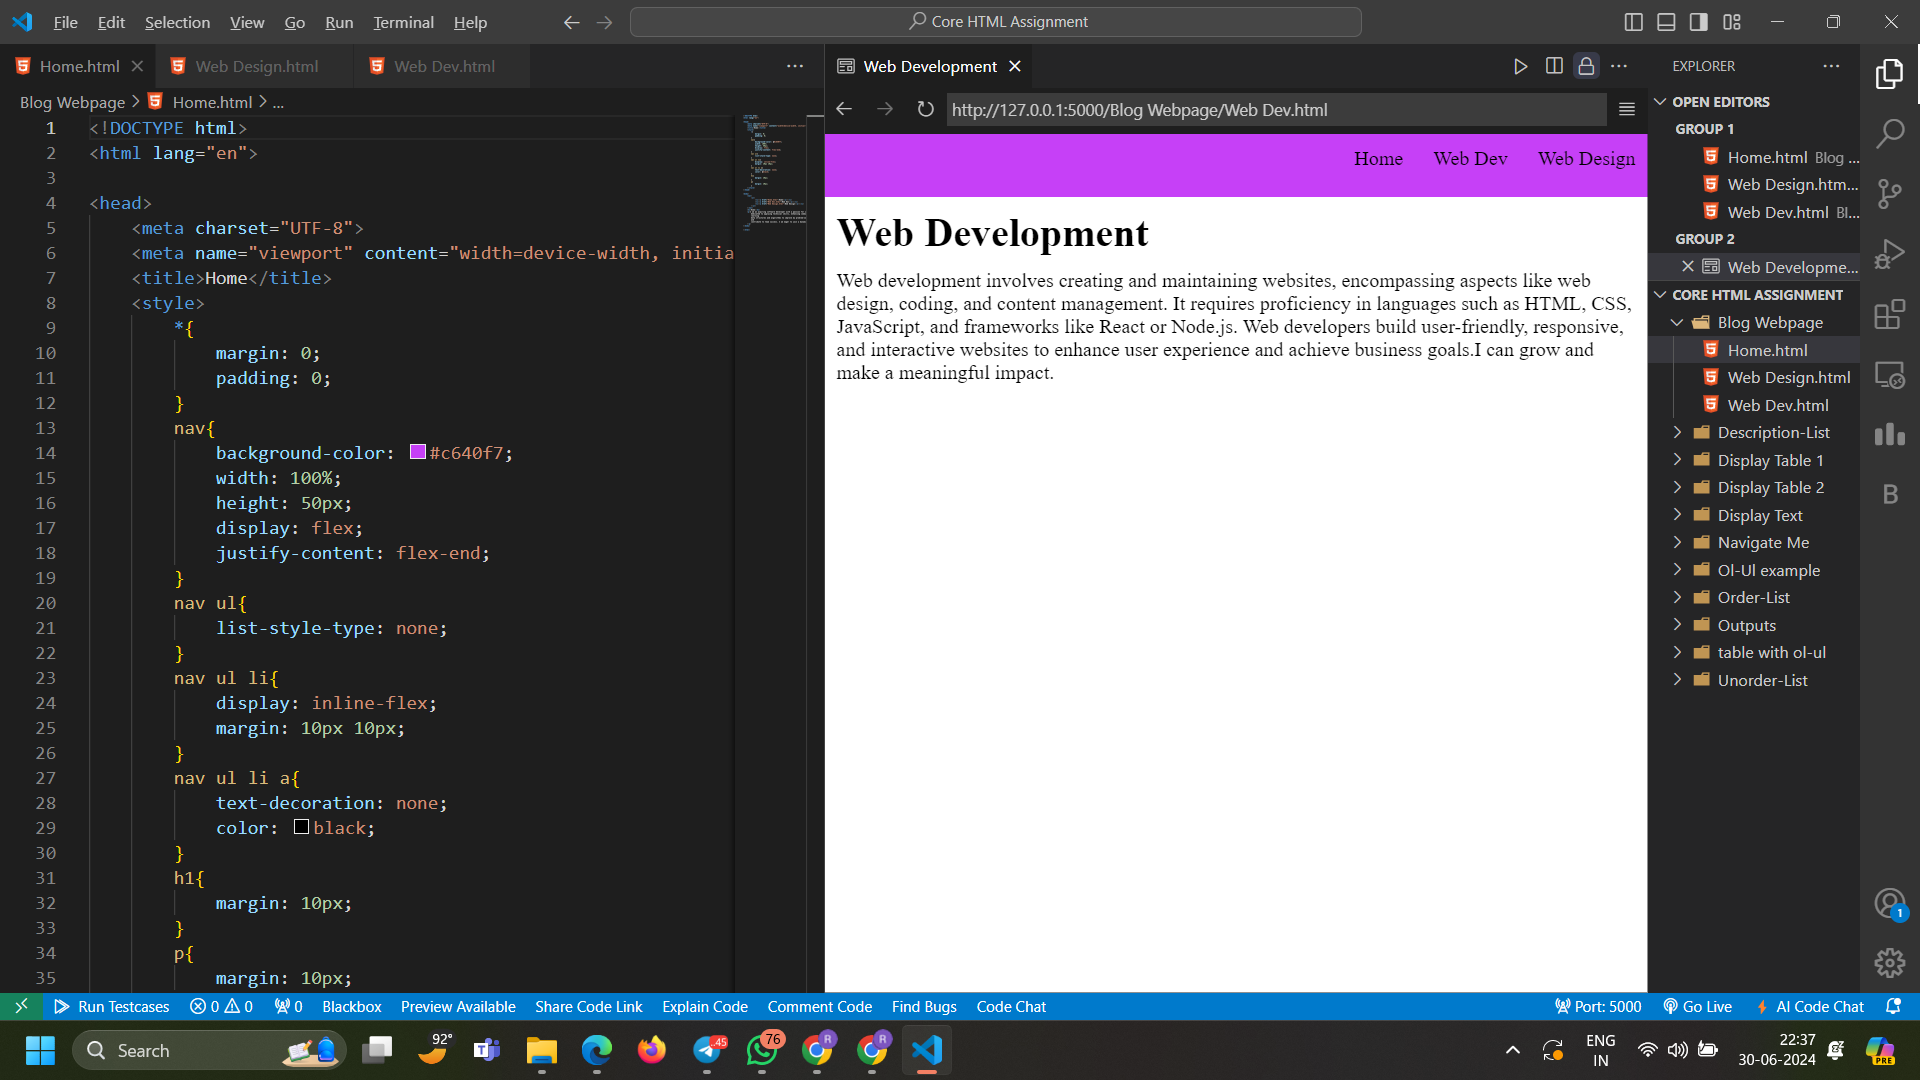 File Edit Selection View Go Run Terminal Help
Core HTML Assignment
Home.html Web Design.html Web Dev.html
Blog Webpage > Home.html > ...
1 <!DOCTYPE html>
2 <html lang="en">
3
4 <head>
5 <meta charset="UTF-8">
6 <meta name="viewport" content="width=device-width, initia
7 <title>Home</title>
8 <style>
9 *{
10 margin: 0;
11 padding: 0;
12 }
13 nav{
14 background-color: #c640f7;
15 width: 100%;
16 height: 50px;
17 display: flex;
18 justify-content: flex-end;
19 }
20 nav ul{
21 list-style-type: none;
22 }
23 nav ul li{
24 display: inline-flex;
25 margin: 10px 10px;
26 }
27 nav ul li a{
28 text-decoration: none;
29 color: black;
30 }
31 h1{
32 margin: 10px;
33 }
34 p{
35 margin: 10px;
Web Development
http://127.0.0.1:5000/Blog Webpage/Web Dev.html
Home Web Dev Web Design
Web Development
Web development involves creating and maintaining websites, encompassing aspects like web
design, coding, and content management. It requires proficiency in languages such as HTML, CSS,
JavaScript, and frameworks like React or Node.js. Web developers build user-friendly, responsive,
and interactive websites to enhance user experience and achieve business goals.I can grow and
make a meaningful impact.
EXPLORER
OPEN EDITORS
GROUP 1
Home.html Blog ...
Web Design.htm...
Web Dev.html Bl...
GROUP 2
Web Developme...
CORE HTML ASSIGNMENT
Blog Webpage
Home.html
Web Design.html
Web Dev.html
Description-List
Display Table 1
Display Table 2
Display Text
Navigate Me
Ol-Ul example
Order-List
Outputs
table with ol-ul
Unorder-List
B
1
Run Testcases 0 0 0 Blackbox Preview Available Share Code Link Explain Code Comment Code Find Bugs Code Chat Port: 5000 Go Live AI Code Chat
Search 92° .45 76 R R ENG IN 22:37
30-06-2024 PRE